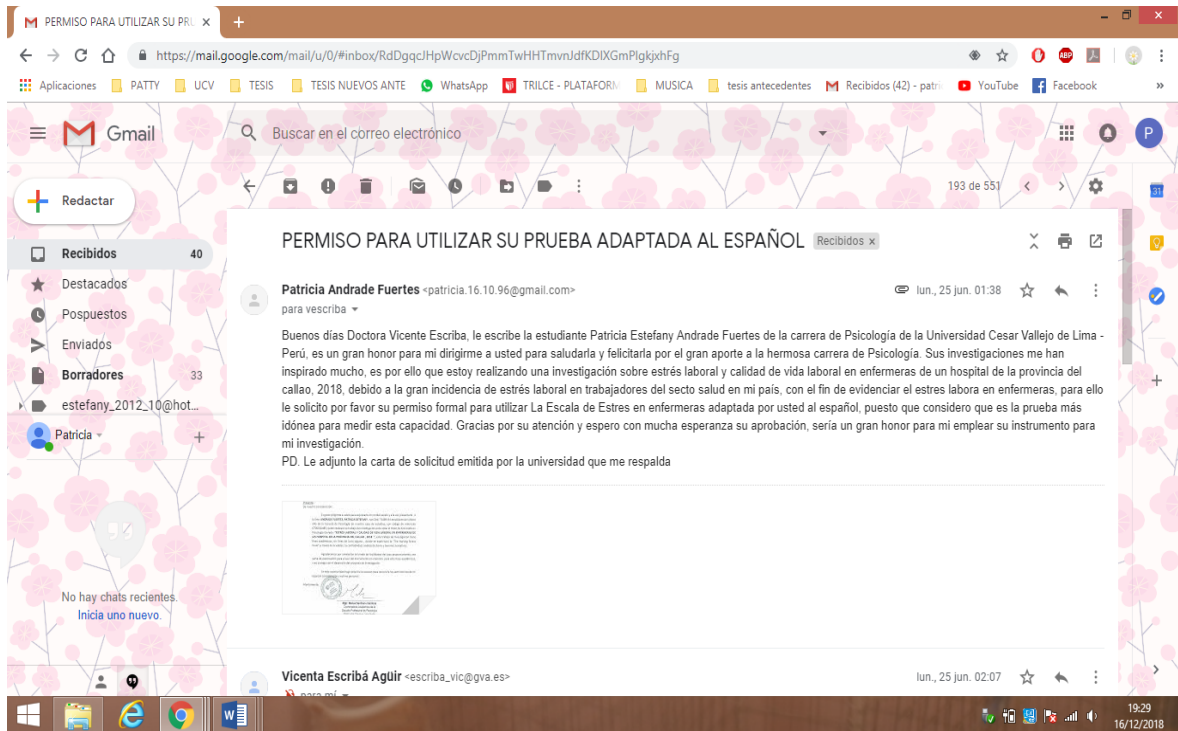 PERMISO PARA UTILIZAR SU PRU
https://mail.google.com/mail/u/0/#inbox/RdDgqcJHpWcvcDjPmmTwHHTmvnJdfKDlXGmPlgkjxhFg
Aplicaciones PATTY UCV TESIS TESIS NUEVOS ANTE WhatsApp TRILCE - PLATAFORM MUSICA tesis antecedentes Recibidos (42) - patri YouTube Facebook »
Gmail Buscar en el correo electrónico P
Redactar 193 de 551 31
PERMISO PARA UTILIZAR SU PRUEBA ADAPTADA AL ESPAÑOL Recibidos x
Recibidos 40
Destacados
Pospuestos
Enviados
Borradores 33
estefany_2012_10@hot...
Patricia
Patricia Andrade Fuertes <patricia.16.10.96@gmail.com> lun., 25 jun. 01:38
para vescriba
Buenos días Doctora Vicente Escriba, le escribe la estudiante Patricia Estefany Andrade Fuertes de la carrera de Psicología de la Universidad Cesar Vallejo de Lima -
Perú, es un gran honor para mi dirigirme a usted para saludarla y felicitarla por el gran aporte a la hermosa carrera de Psicología. Sus investigaciones me han
inspirado mucho, es por ello que estoy realizando una investigación sobre estrés laboral y calidad de vida laboral en enfermeras de un hospital de la provincia del
callao, 2018, debido a la gran incidencia de estrés laboral en trabajadores del secto salud en mi país, con el fin de evidenciar el estres labora en enfermeras, para ello
le solicito por favor su permiso formal para utilizar La Escala de Estres en enfermeras adaptada por usted al español, puesto que considero que es la prueba más
idónea para medir esta capacidad. Gracias por su atención y espero con mucha esperanza su aprobación, sería un gran honor para mi emplear su instrumento para
mi investigación.
PD. Le adjunto la carta de solicitud emitida por la universidad que me respalda
No hay chats recientes.
Inicia uno nuevo.
Vicenta Escribá Agüir <escriba_vic@gva.es> lun., 25 jun. 02:07
para mí
19:29
16/12/2018